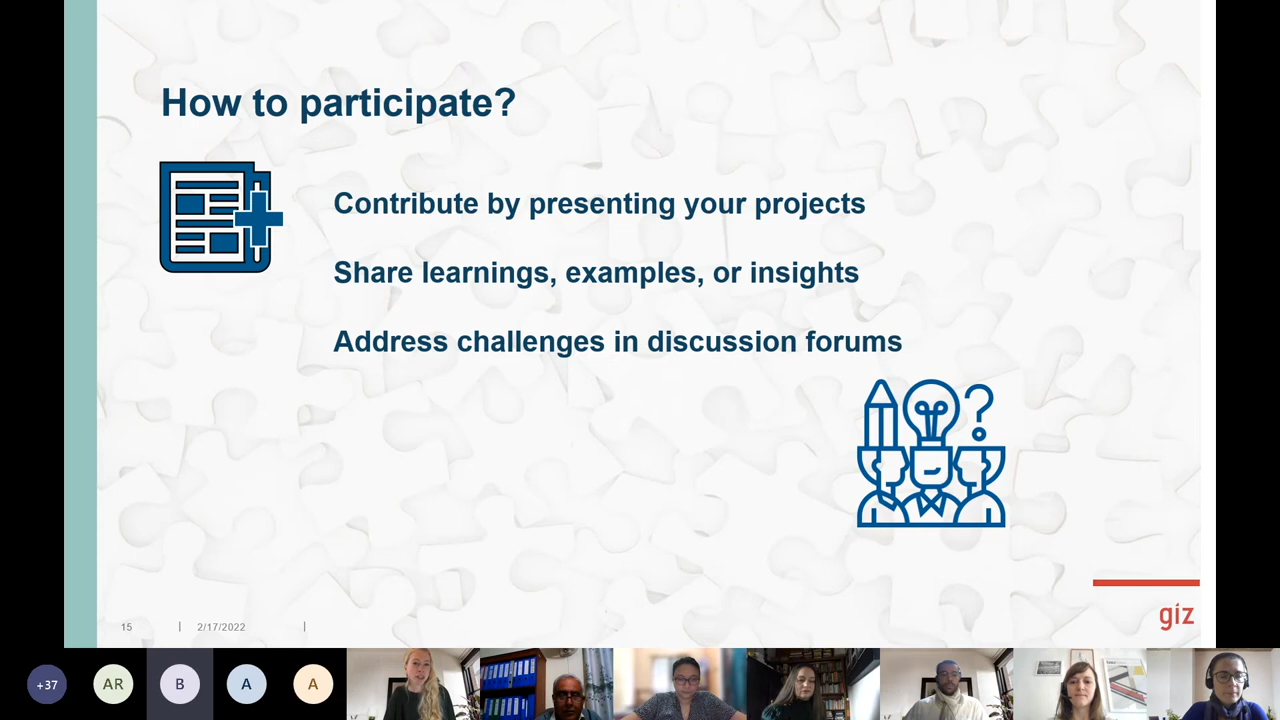 How to participate?
Contribute by presenting your projects
Share learnings, examples, or insights
Address challenges in discussion forums
15 | 2/17/2022 |
giz
+37 AR B A A